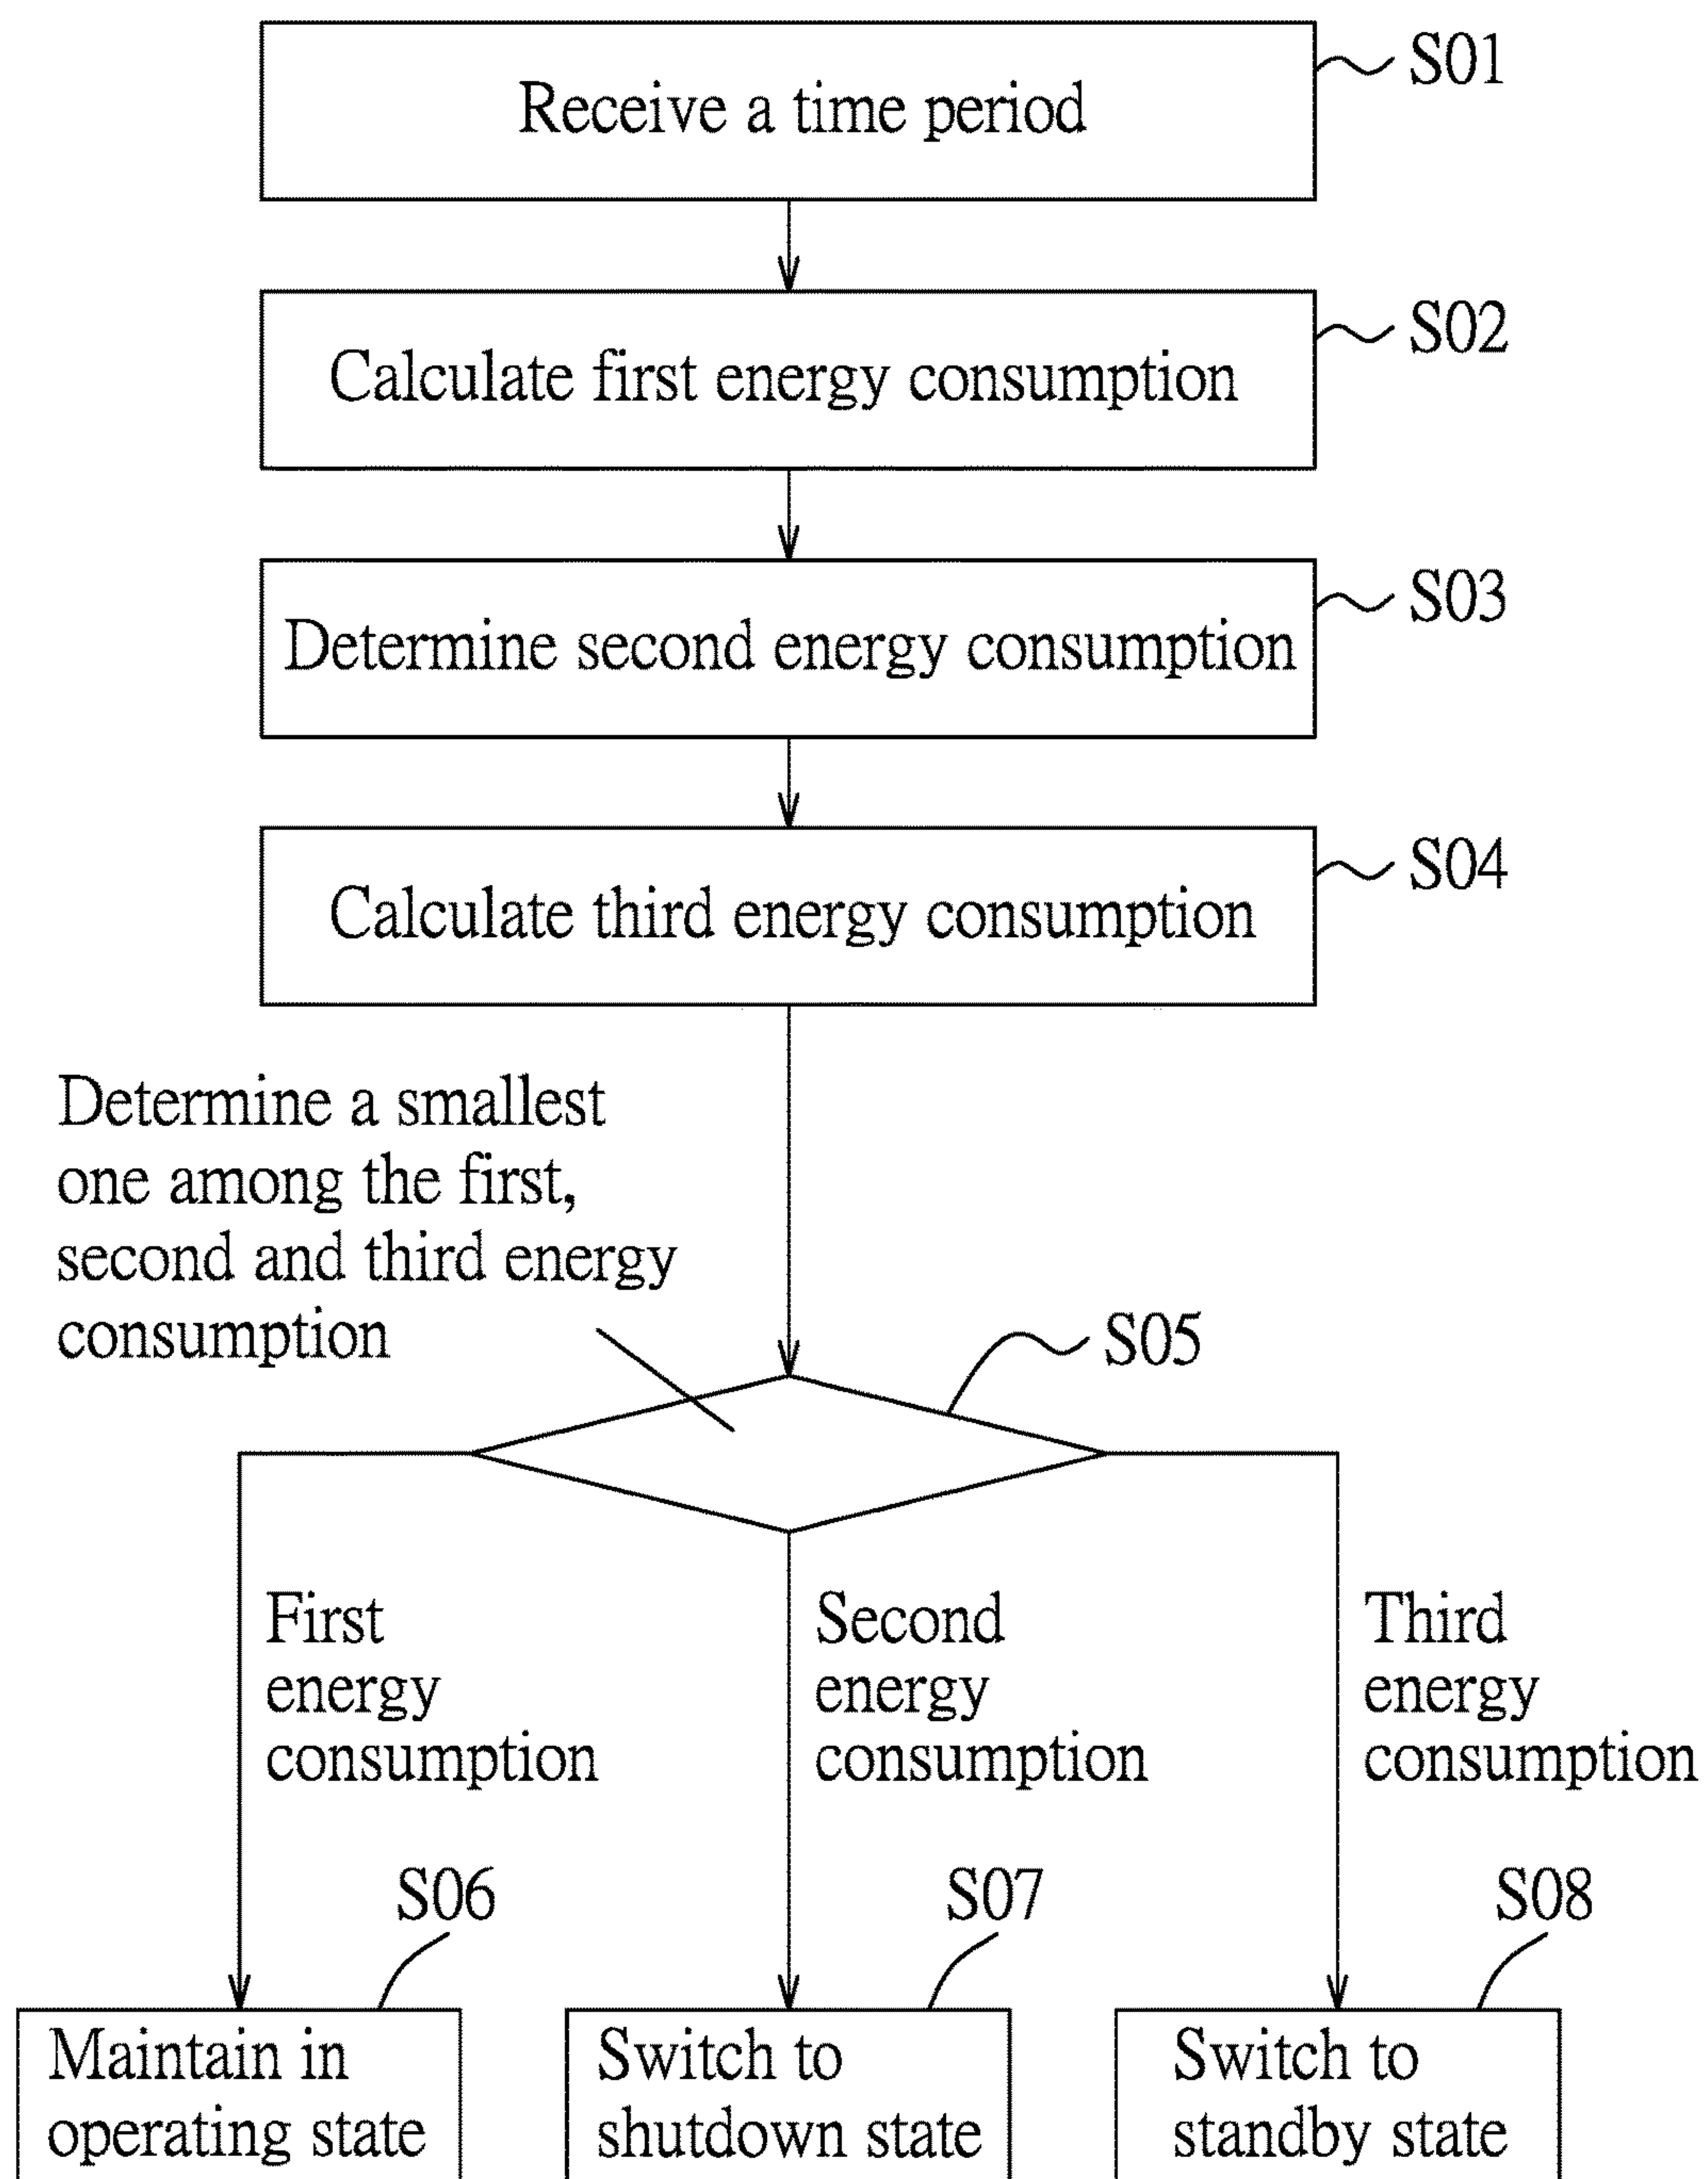 Receive a time period
S01
Calculate first energy consumption
S02
Determine second energy consumption
S03
Calculate third energy consumption
S04
Determine a smallest
one among the first,
second and third energy
consumption
S05
First
energy
consumption
Second
energy
consumption
Third
energy
consumption
S06
S07
S08
Maintain in
operating state
Switch to
shutdown state
Switch to
standby state